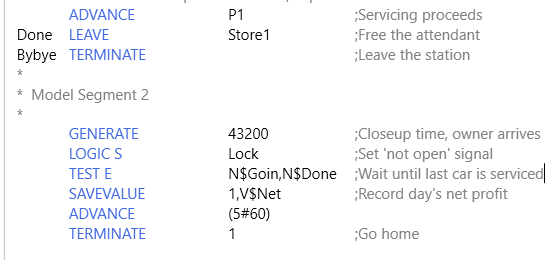 ADVANCE P1 ;Servicing proceeds
Done LEAVE Store1 ;Free the attendant
Bybye TERMINATE ;Leave the station
*
* Model Segment 2
*
GENERATE 43200 ;Closeup time, owner arrives
LOGIC S Lock ;Set 'not open' signal
TEST E N$Goin,N$Done ;Wait until last car is serviced
SAVEVALUE 1,V$Net ;Record day's net profit
ADVANCE (5#60)
TERMINATE 1 ;Go home